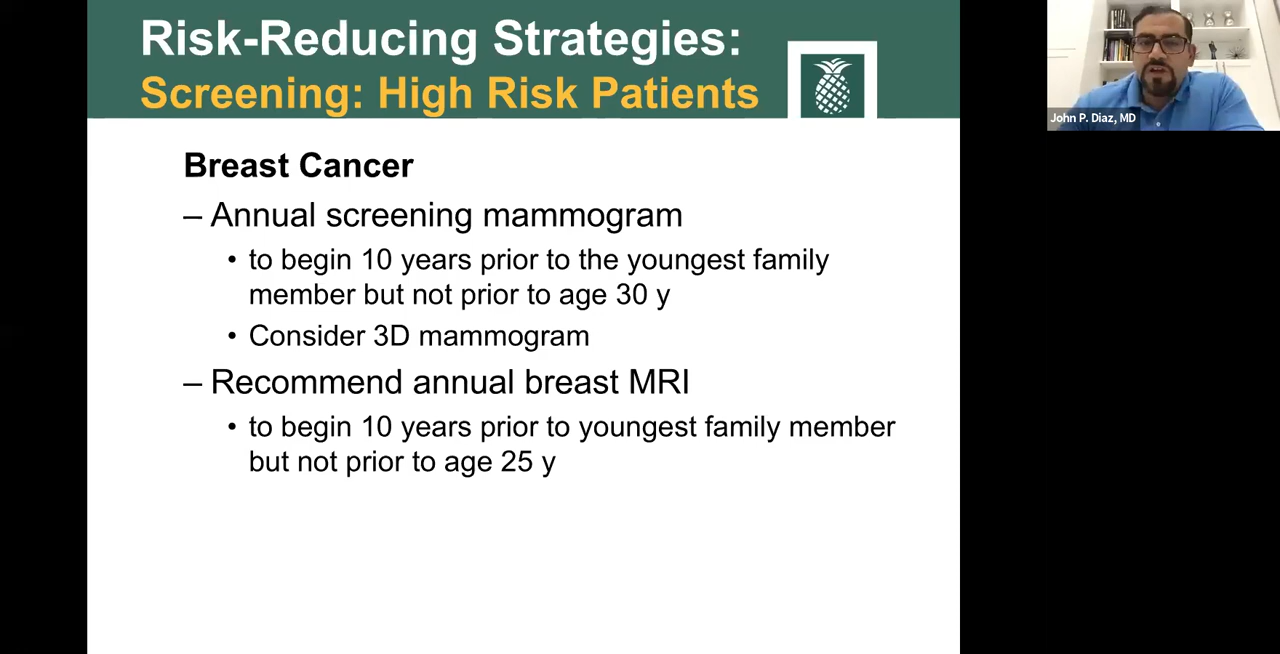 Risk-Reducing Strategies:
Screening: High Risk Patients
Breast Cancer
– Annual screening mammogram
• to begin 10 years prior to the youngest family
member but not prior to age 30 y
• Consider 3D mammogram
– Recommend annual breast MRI
• to begin 10 years prior to youngest family member
but not prior to age 25 y
John P. Diaz, MD